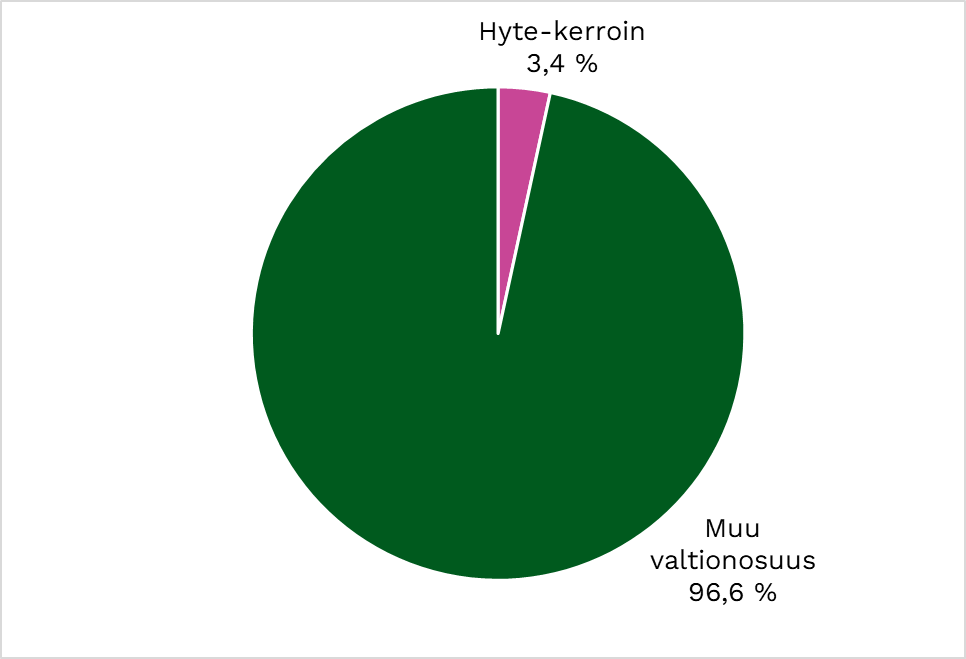 Hyte-kerroin
3,4 %
Muu
valtionosuus
96,6 %